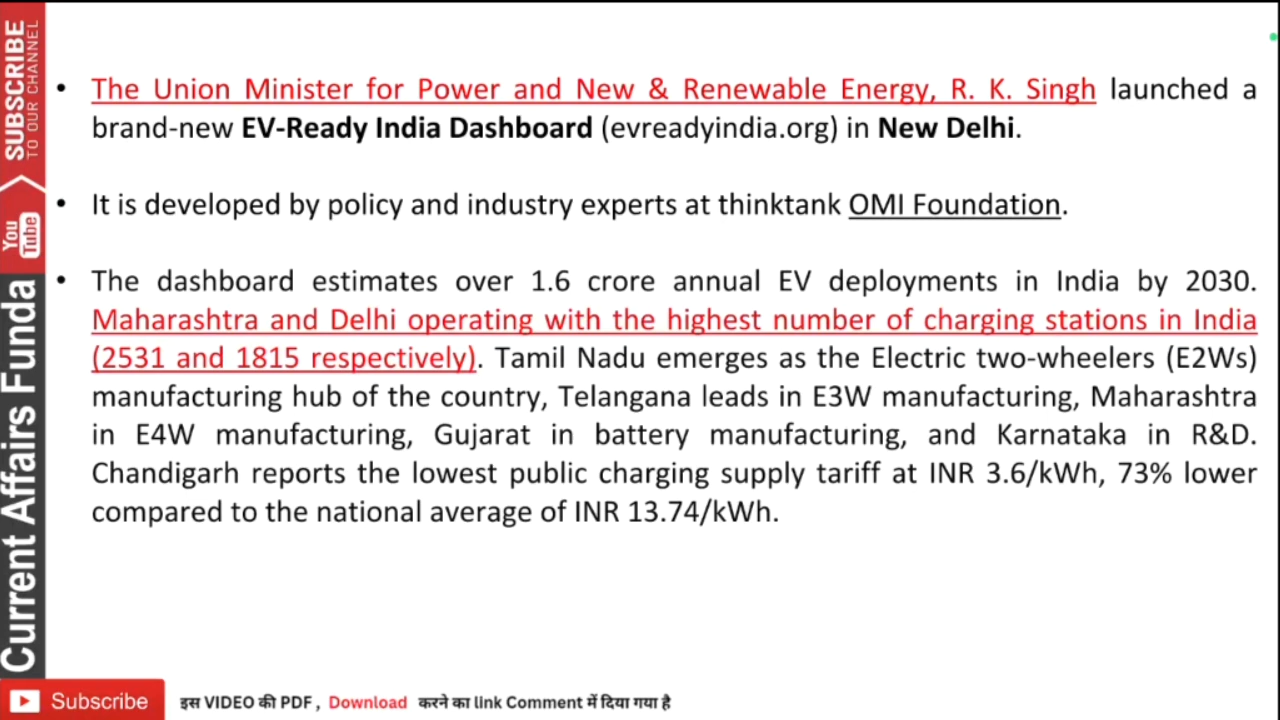 SUBSCRIBE
TO OUR CHANNEL
You
Tube
Current Affairs Funda
• The Union Minister for Power and New & Renewable Energy, R. K. Singh launched a
brand-new EV-Ready India Dashboard (evreadyindia.org) in New Delhi.
• It is developed by policy and industry experts at thinktank OMI Foundation.
• The dashboard estimates over 1.6 crore annual EV deployments in India by 2030.
Maharashtra and Delhi operating with the highest number of charging stations in India
(2531 and 1815 respectively). Tamil Nadu emerges as the Electric two-wheelers (E2Ws)
manufacturing hub of the country, Telangana leads in E3W manufacturing, Maharashtra
in E4W manufacturing, Gujarat in battery manufacturing, and Karnataka in R&D.
Chandigarh reports the lowest public charging supply tariff at INR 3.6/kWh, 73% lower
compared to the national average of INR 13.74/kWh.
Subscribe
इस VIDEO की PDF , Download करने का link Comment में दिया गया है